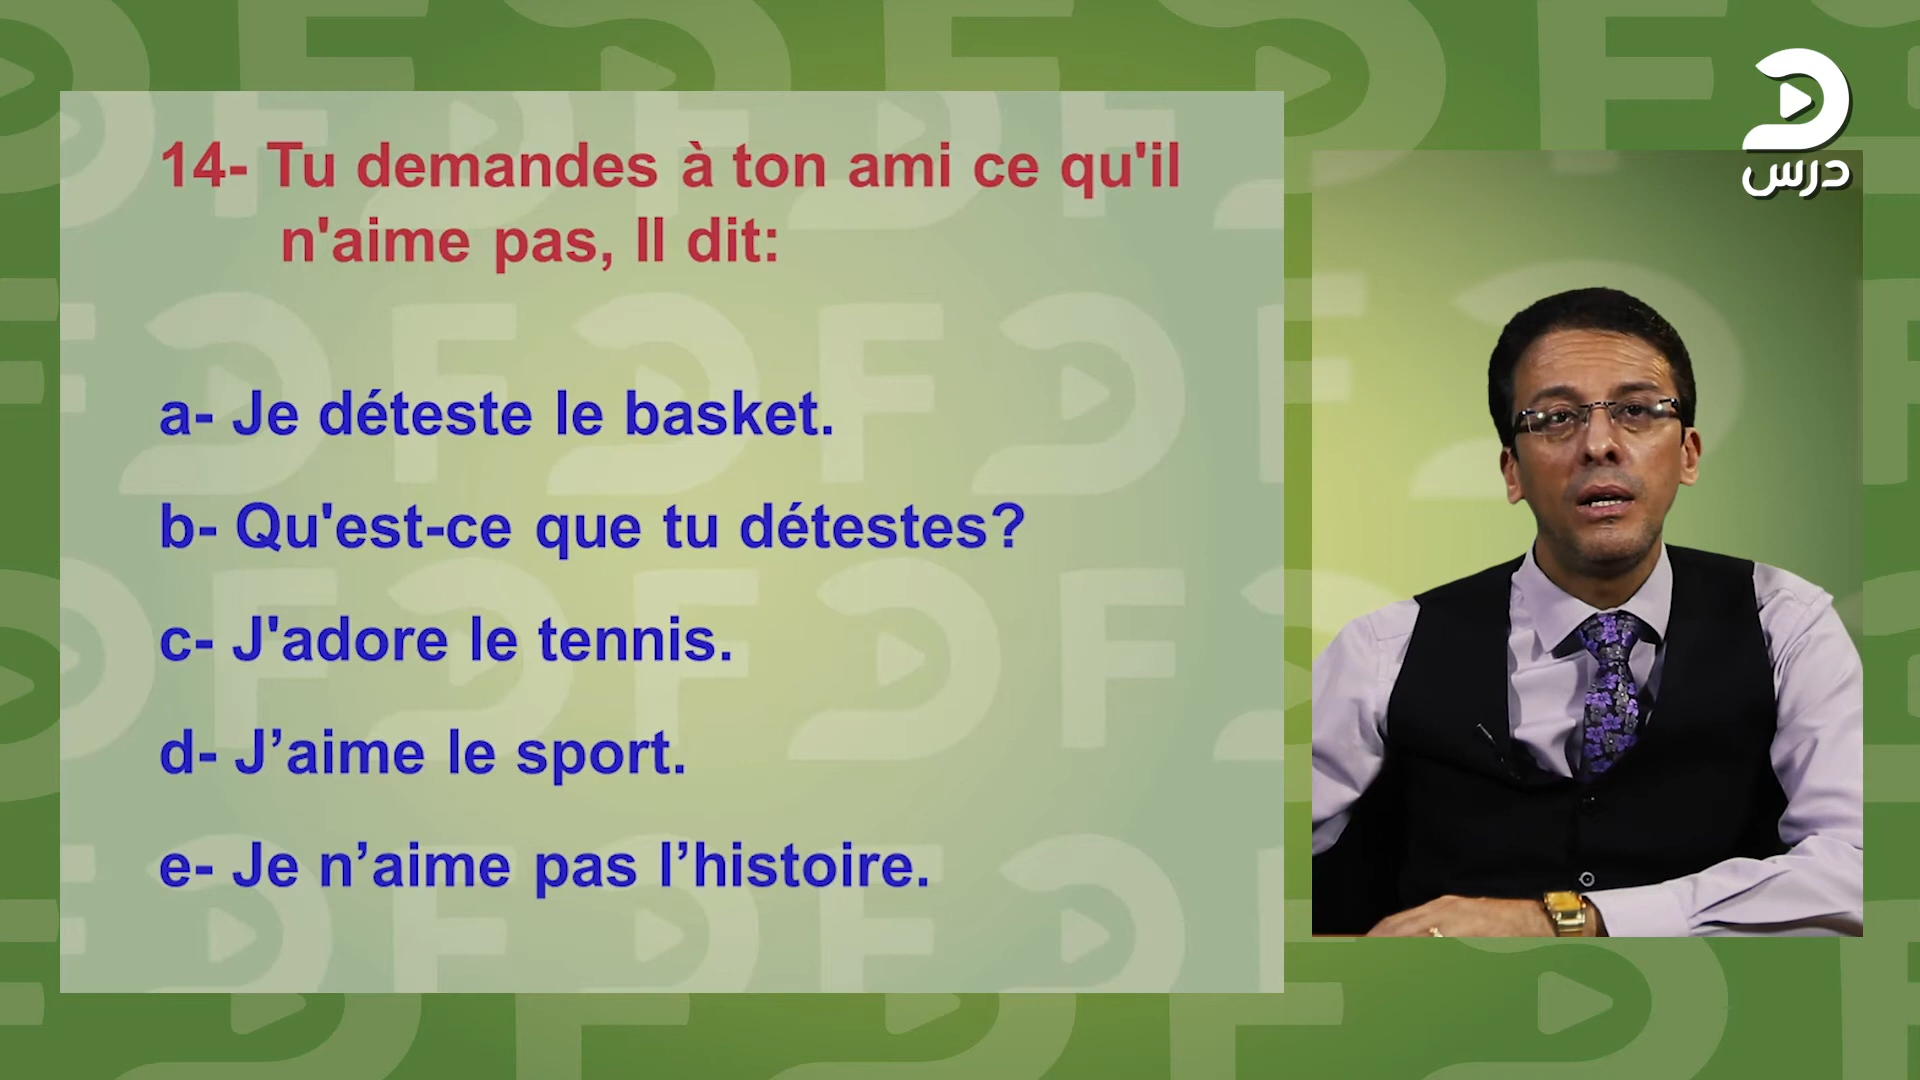 درس
14- Tu demandes à ton ami ce qu'il
n'aime pas, Il dit:
a- Je déteste le basket.
b- Qu'est-ce que tu détestes?
c- J'adore le tennis.
d- J’aime le sport.
e- Je n’aime pas l’histoire.